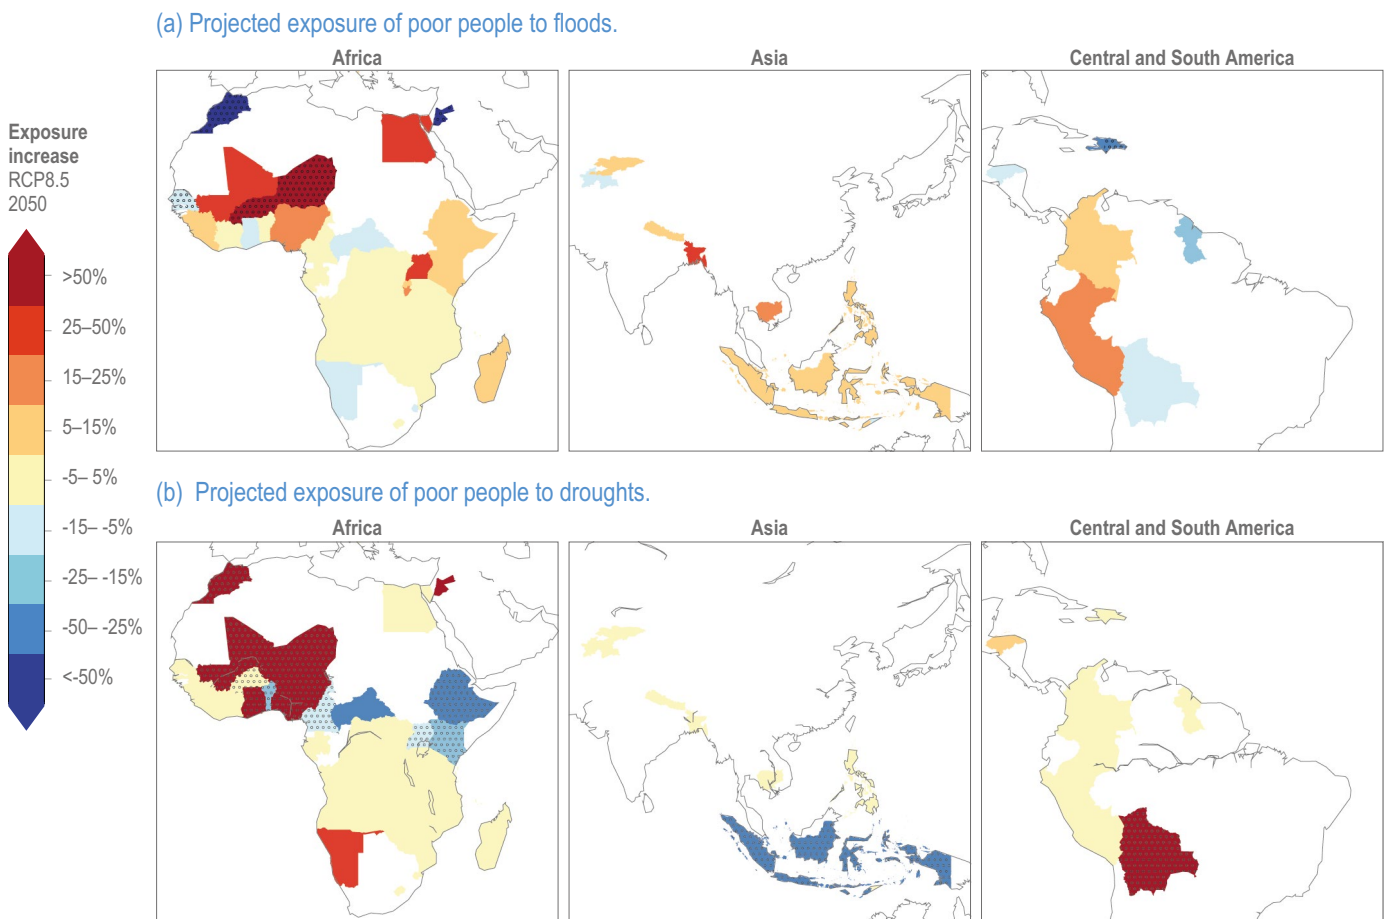 (a) Projected exposure of poor people to floods.
Africa
Asia
Central and South America
Exposure
increase
RCP8.5
2050
>50%
25–50%
15–25%
5–15%
-5– 5%
-15– -5%
-25– -15%
-50– -25%
<-50%
(b) Projected exposure of poor people to droughts.
Africa
Asia
Central and South America